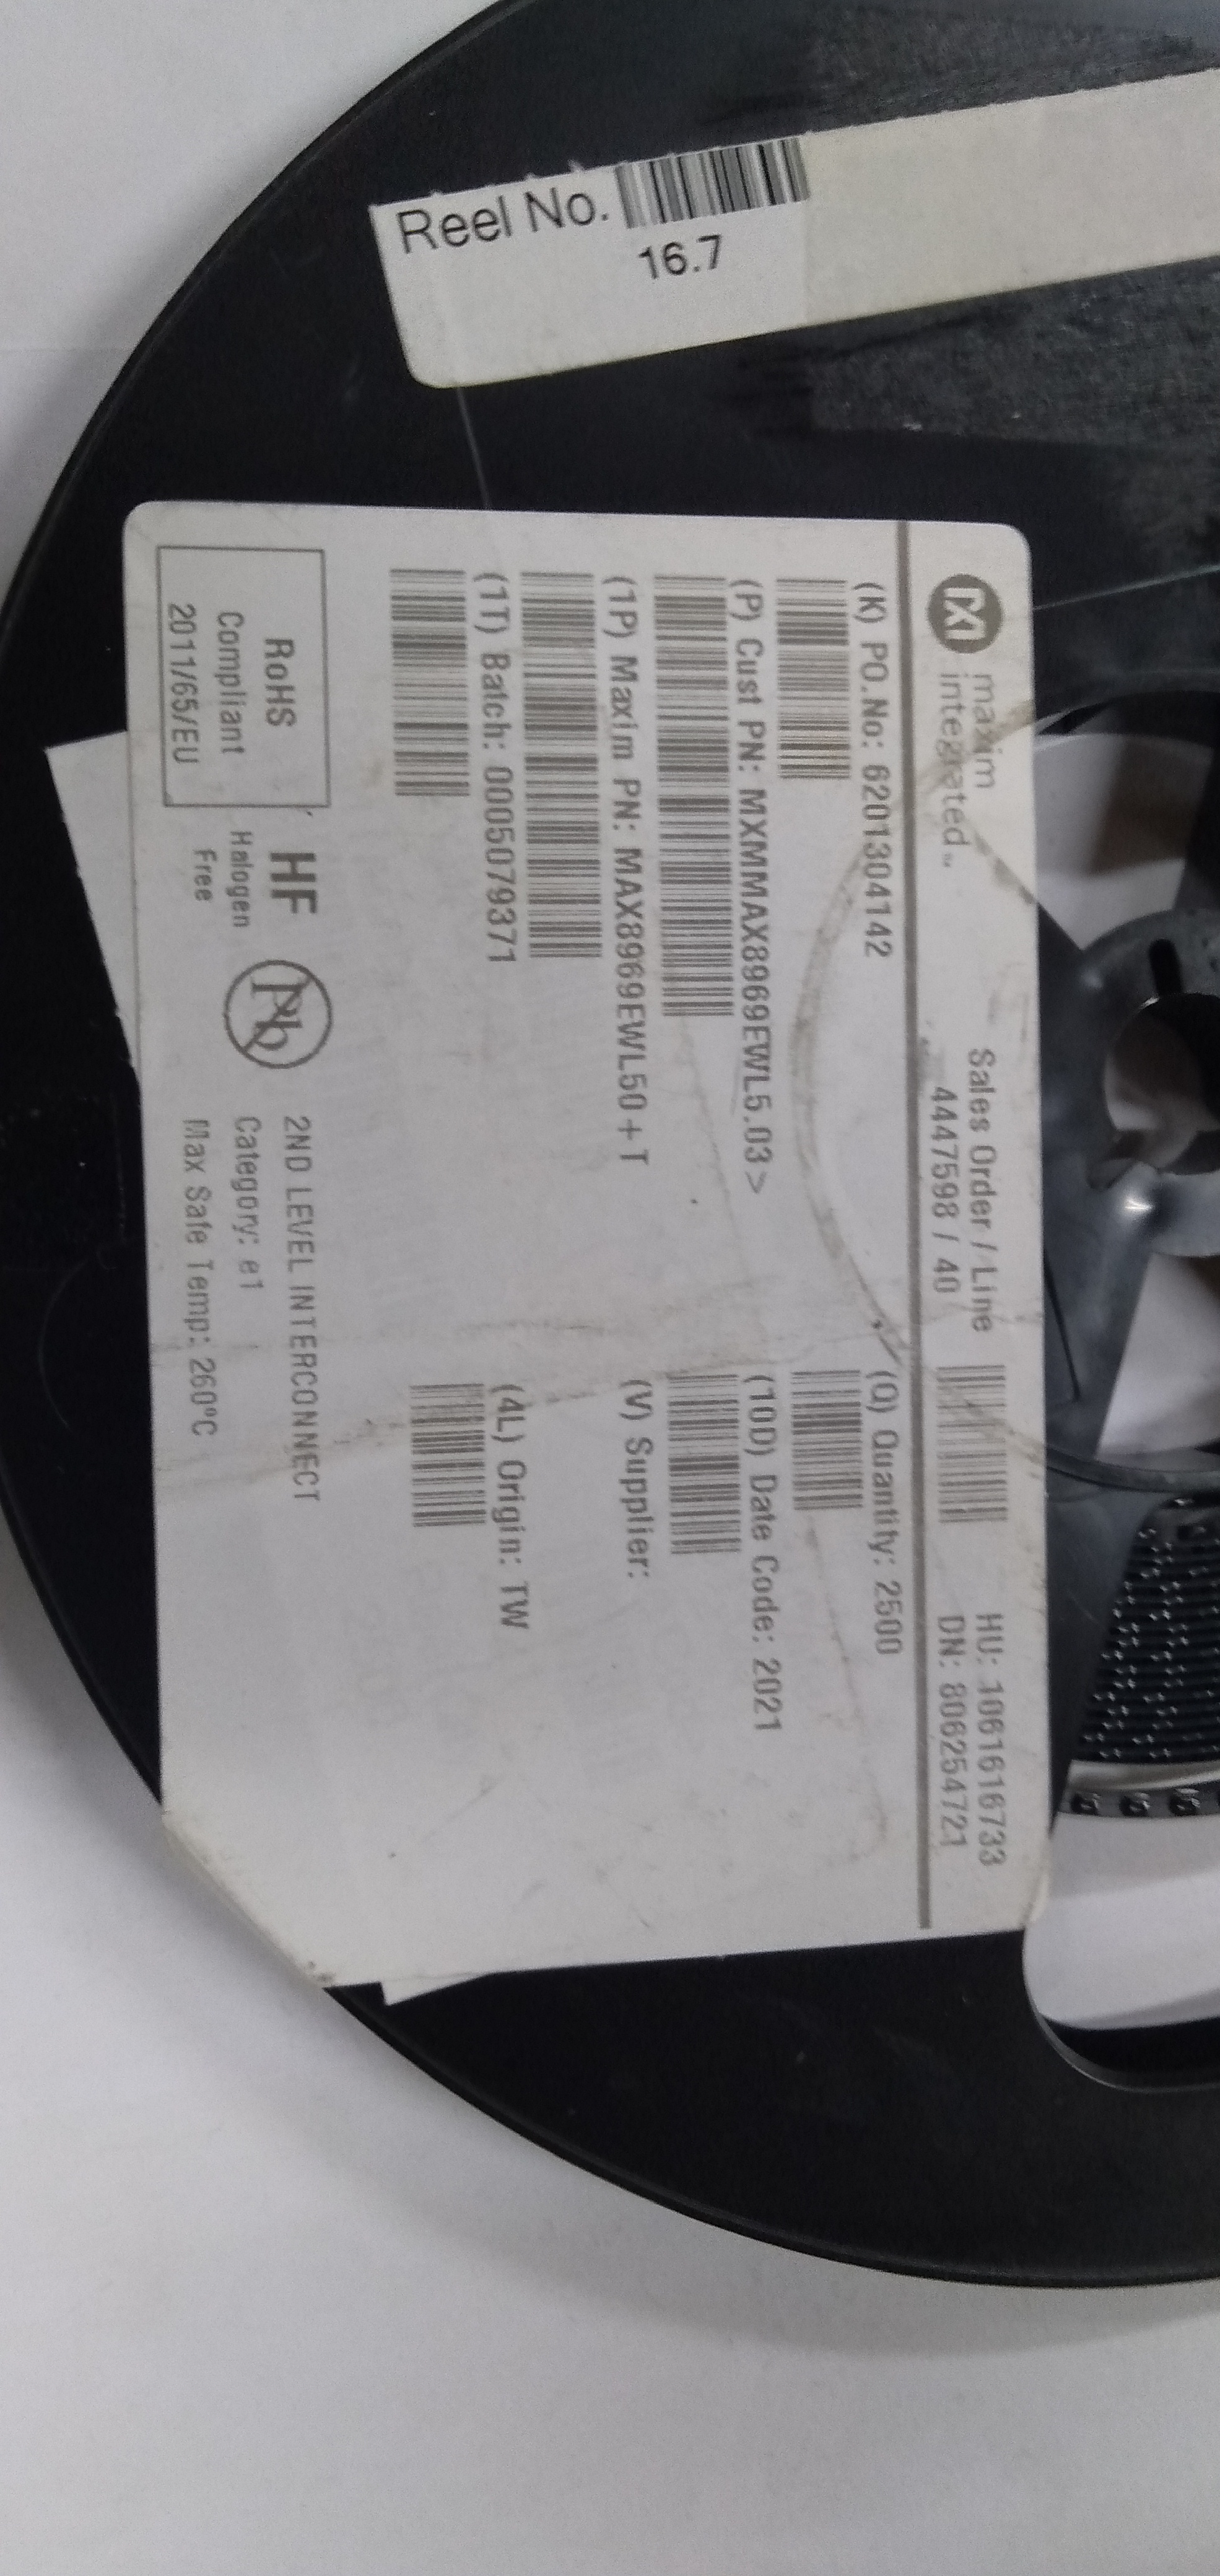 Reel No.
16.7
maxim
integrated™
Sales Order / Line
4447598 / 40
HU: 1061616733
DN: 806254721
(K) PO.No: 6201304142
(Q) Quantity: 2500
(P) Cust PN: MXMMAX8969EWL5.03>
(10D) Date Code: 2021
(1P) Maxim PN: MAX8969EWL50+T
(V) Supplier:
(1T) Batch: 0005079371
(4L) Origin: TW
RoHS
Compliant
2011/65/EU
HF
Halogen
Free
Pb
2ND LEVEL INTERCONNECT
Category: e1
Max Safe Temp: 260ºC